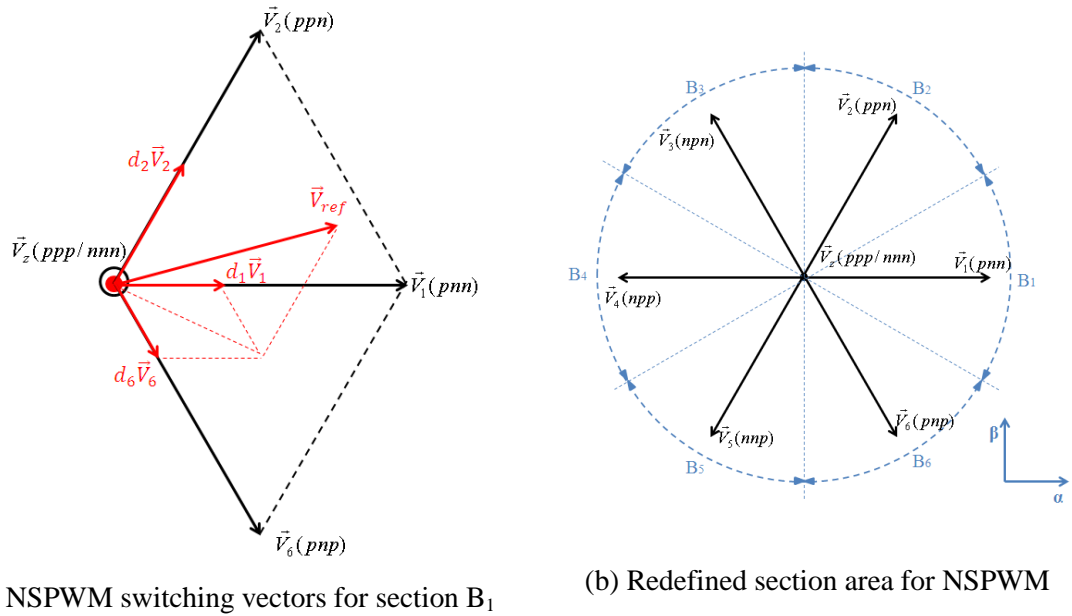 V⃗₂(ppn)
d₂V⃗₂
V⃗ref
V⃗z(ppp/nnn)
d₁V⃗₁
V⃗₁(pnn)
d₆V⃗₆
V⃗₆(pnp)
NSPWM switching vectors for section B₁
B₃
B₂
V⃗₂(ppn)
V⃗₃(npn)
V⃗z(ppp/nnn)
V⃗₁(pnn)
B₄
B₁
V⃗₄(npp)
V⃗₆(pnp)
V⃗₅(nnp)
B₅
B₆
β
α
(b) Redefined section area for NSPWM